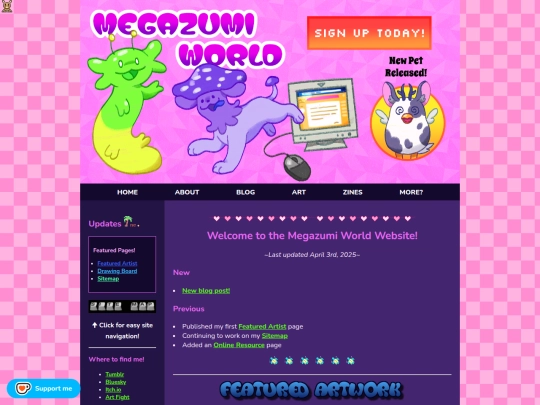 MEGAZUMI
WORLD
SIGN UP TODAY!
New Pet
Released!
HOME ABOUT BLOG ART ZINES MORE?
Updates
Featured Pages!
Featured Artist
Drawing Board
Sitemap
↑ Click for easy site
navigation!
Where to find me!
Tumblr
Bluesky
Itch.io
Art Fight
Support me
Welcome to the Megazumi World Website!
~Last updated April 3rd, 2025~
New
New blog post!
Previous
Published my first Featured Artist page
Continuing to work on my Sitemap
Added an Online Resource page
FEATURED ARTWORK